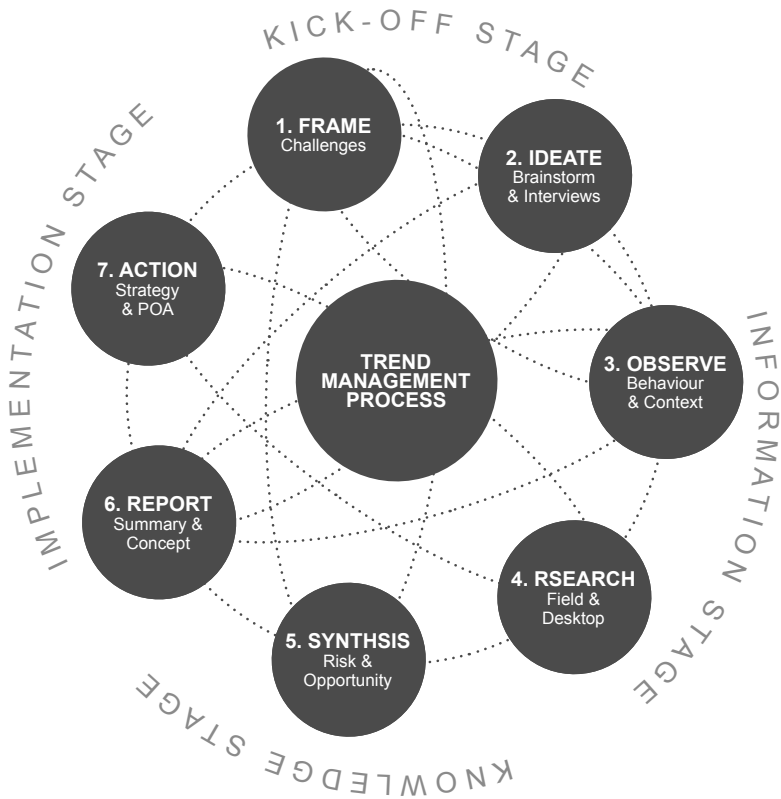 KICK-OFF STAGE
1. FRAME
Challenges
2. IDEATE
Brainstorm
& Interviews
INFORMATION STAGE
3. OBSERVE
Behaviour
& Context
4. RSEARCH
Field &
Desktop
KNOWLEDGE STAGE
5. SYNTHSIS
Risk &
Opportunity
IMPLEMENTATION STAGE
6. REPORT
Summary &
Concept
7. ACTION
Strategy
& POA
TREND
MANAGEMENT
PROCESS